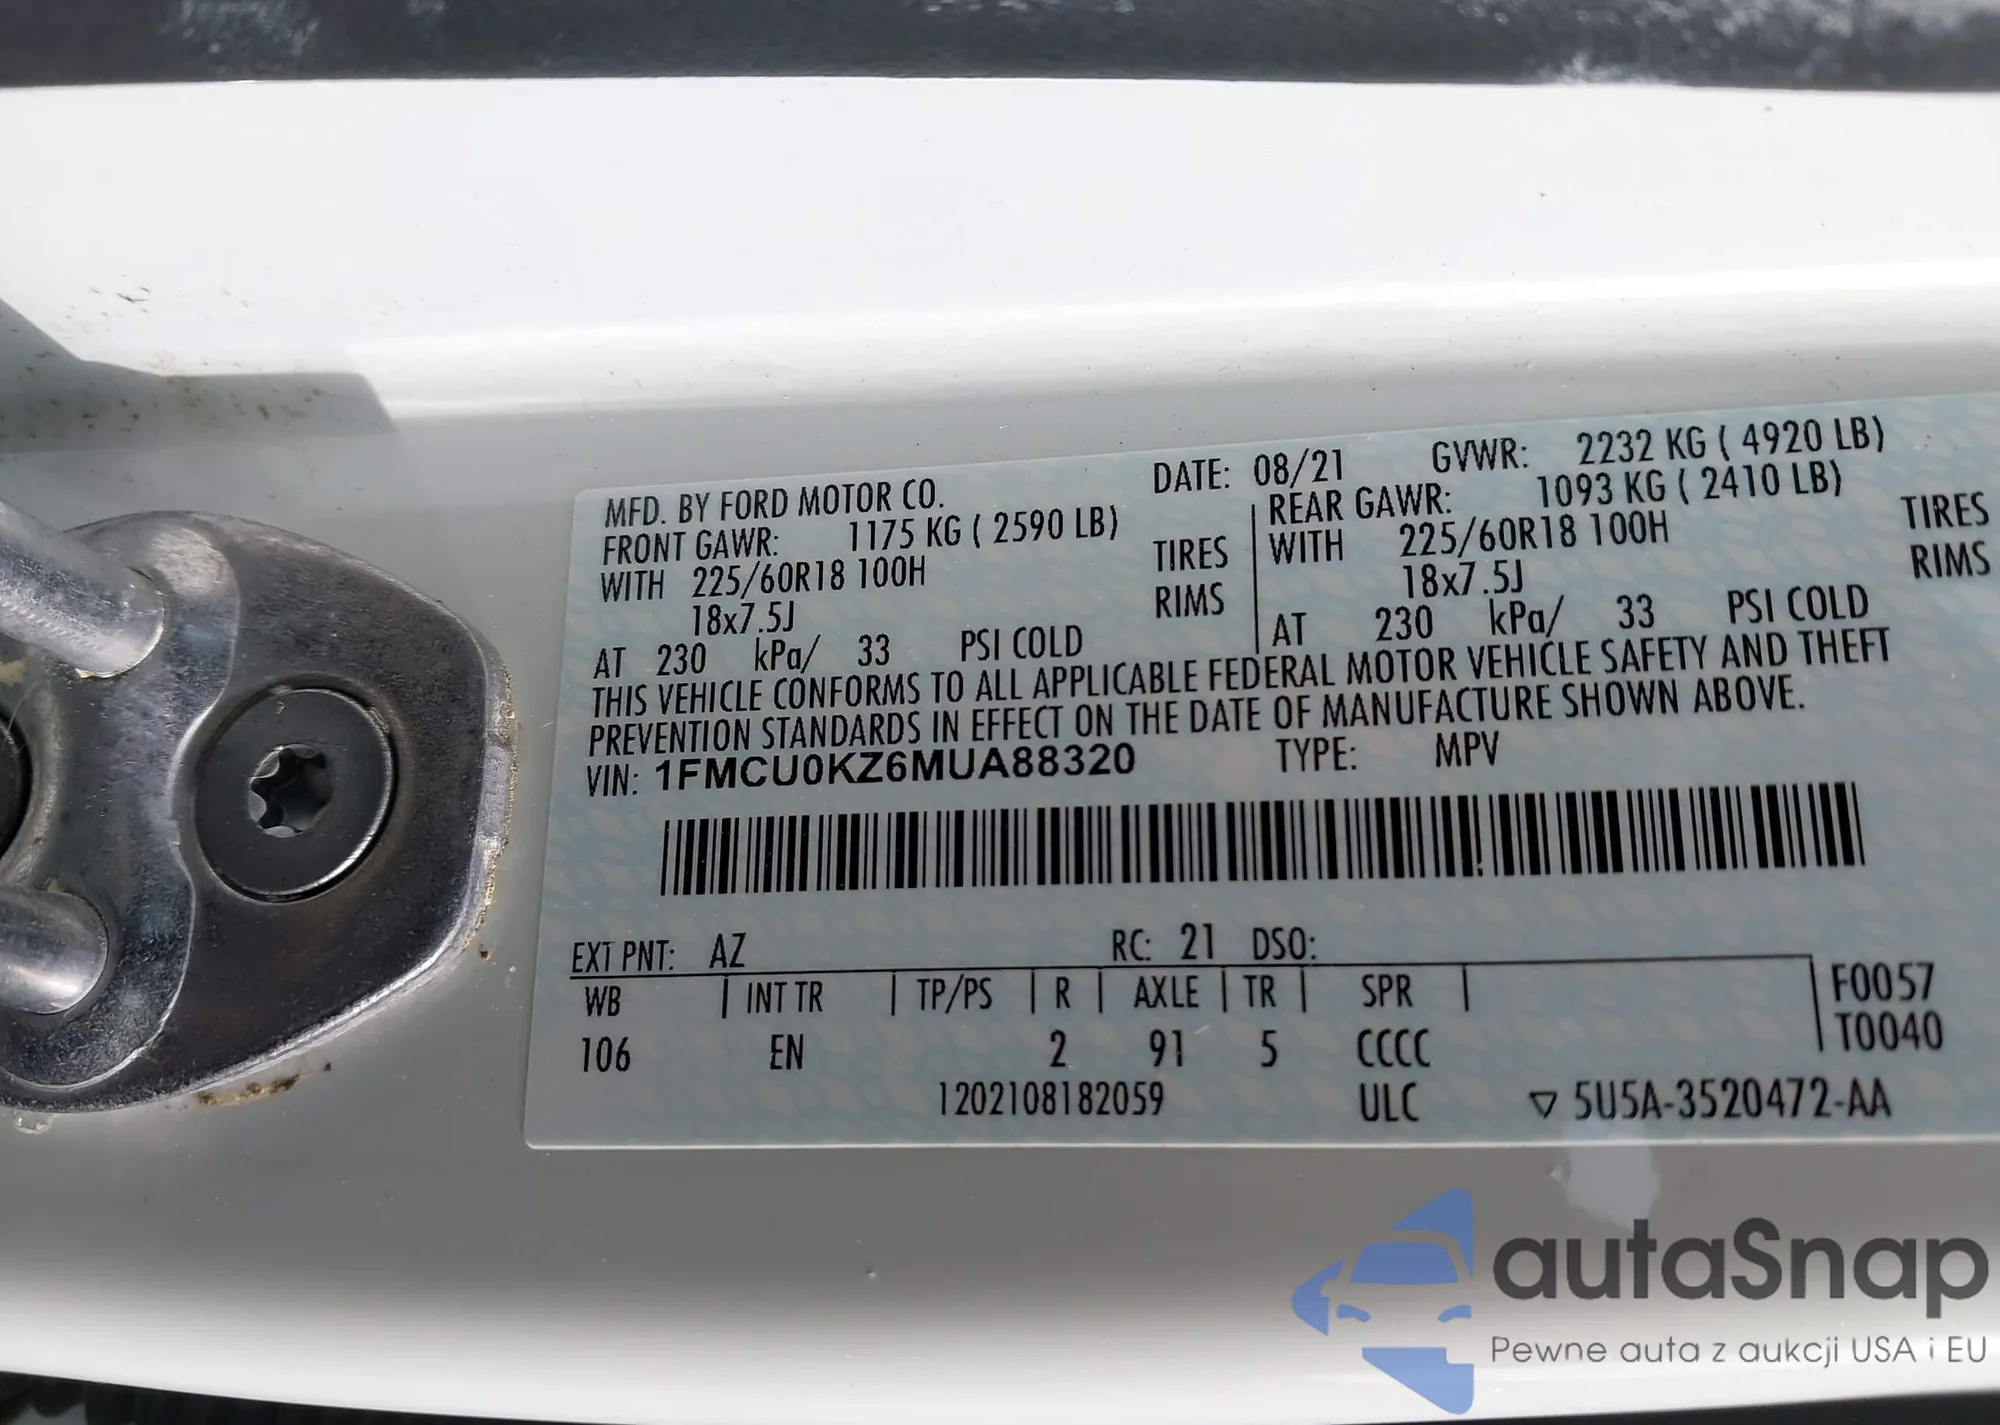 MFD. BY FORD MOTOR CO. DATE: 08/21 GVWR: 2232 KG ( 4920 LB)
FRONT GAWR: 1175 KG ( 2590 LB) REAR GAWR: 1093 KG ( 2410 LB)
WITH 225/60R18 100H TIRES WITH 225/60R18 100H TIRES
18x7.5J RIMS 18x7.5J RIMS
AT 230 kPa/ 33 PSI COLD AT 230 kPa/ 33 PSI COLD
THIS VEHICLE CONFORMS TO ALL APPLICABLE FEDERAL MOTOR VEHICLE SAFETY AND THEFT
PREVENTION STANDARDS IN EFFECT ON THE DATE OF MANUFACTURE SHOWN ABOVE.
VIN: 1FMCU0KZ6MUA88320 TYPE: MPV
EXT PNT: AZ RC: 21 DSO:
WB INT TR TP/PS R AXLE TR SPR F0057
106 EN 2 91 5 CCCC T0040
1202108182059 ULC ▽ 5U5A-3520472-AA
autaSnap
Pewne auta z aukcji USA i EU